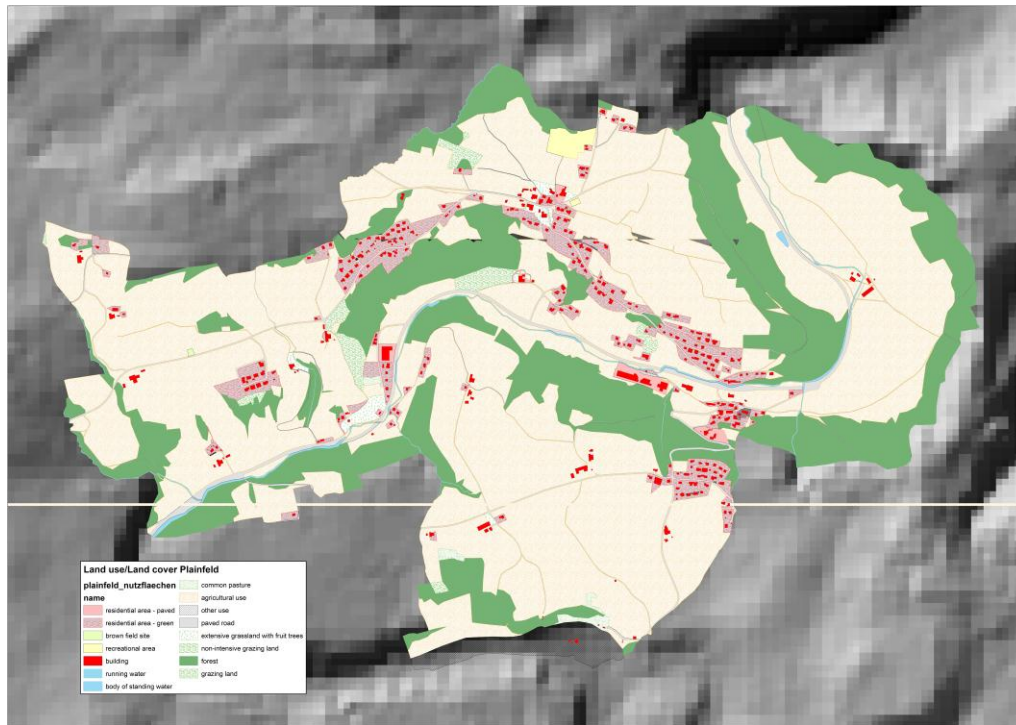 Land use/Land cover Plainfeld
plainfeld_nutzflaechen
name
residential area - paved
residential area - green
brown field site
recreational area
building
running water
body of standing water
common pasture
agricultural use
other use
paved road
extensive grassland with fruit trees
non-intensive grazing land
forest
grazing land